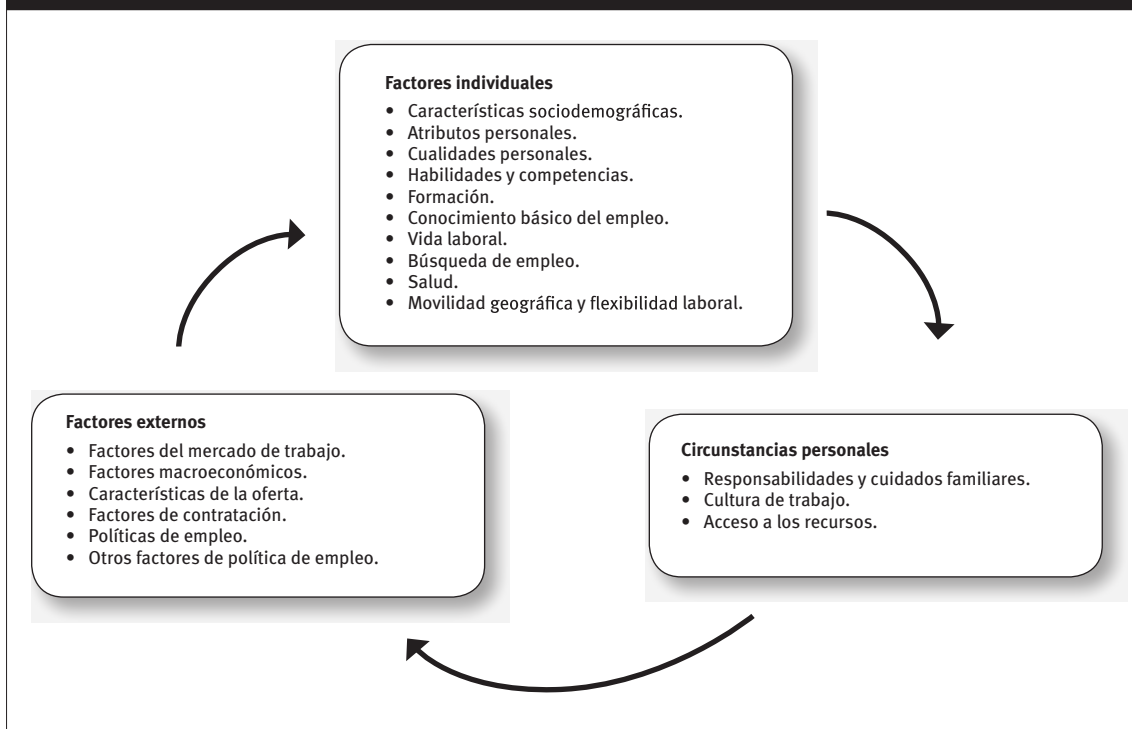 Factores individuales
• Características sociodemográficas.
• Atributos personales.
• Cualidades personales.
• Habilidades y competencias.
• Formación.
• Conocimiento básico del empleo.
• Vida laboral.
• Búsqueda de empleo.
• Salud.
• Movilidad geográfica y flexibilidad laboral.
Factores externos
• Factores del mercado de trabajo.
• Factores macroeconómicos.
• Características de la oferta.
• Factores de contratación.
• Políticas de empleo.
• Otros factores de política de empleo.
Circunstancias personales
• Responsabilidades y cuidados familiares.
• Cultura de trabajo.
• Acceso a los recursos.